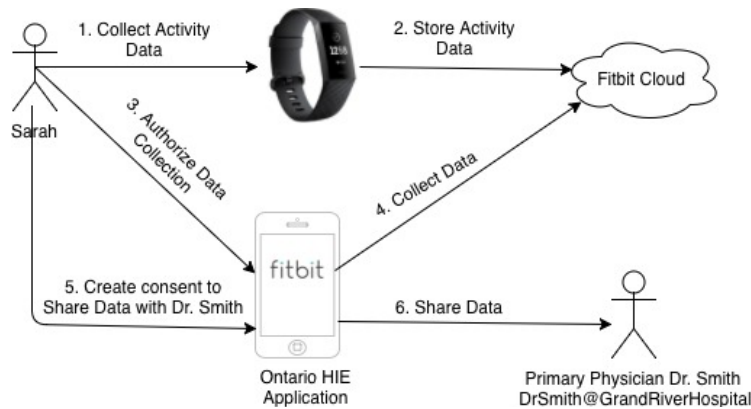 1. Collect Activity
Data
2. Store Activity
Data
Fitbit Cloud
Sarah
3. Authorize Data
Collection
4. Collect Data
fitbit
5. Create consent to
Share Data with Dr. Smith
6. Share Data
Ontario HIE
Application
Primary Physician Dr. Smith
DrSmith@GrandRiverHospital